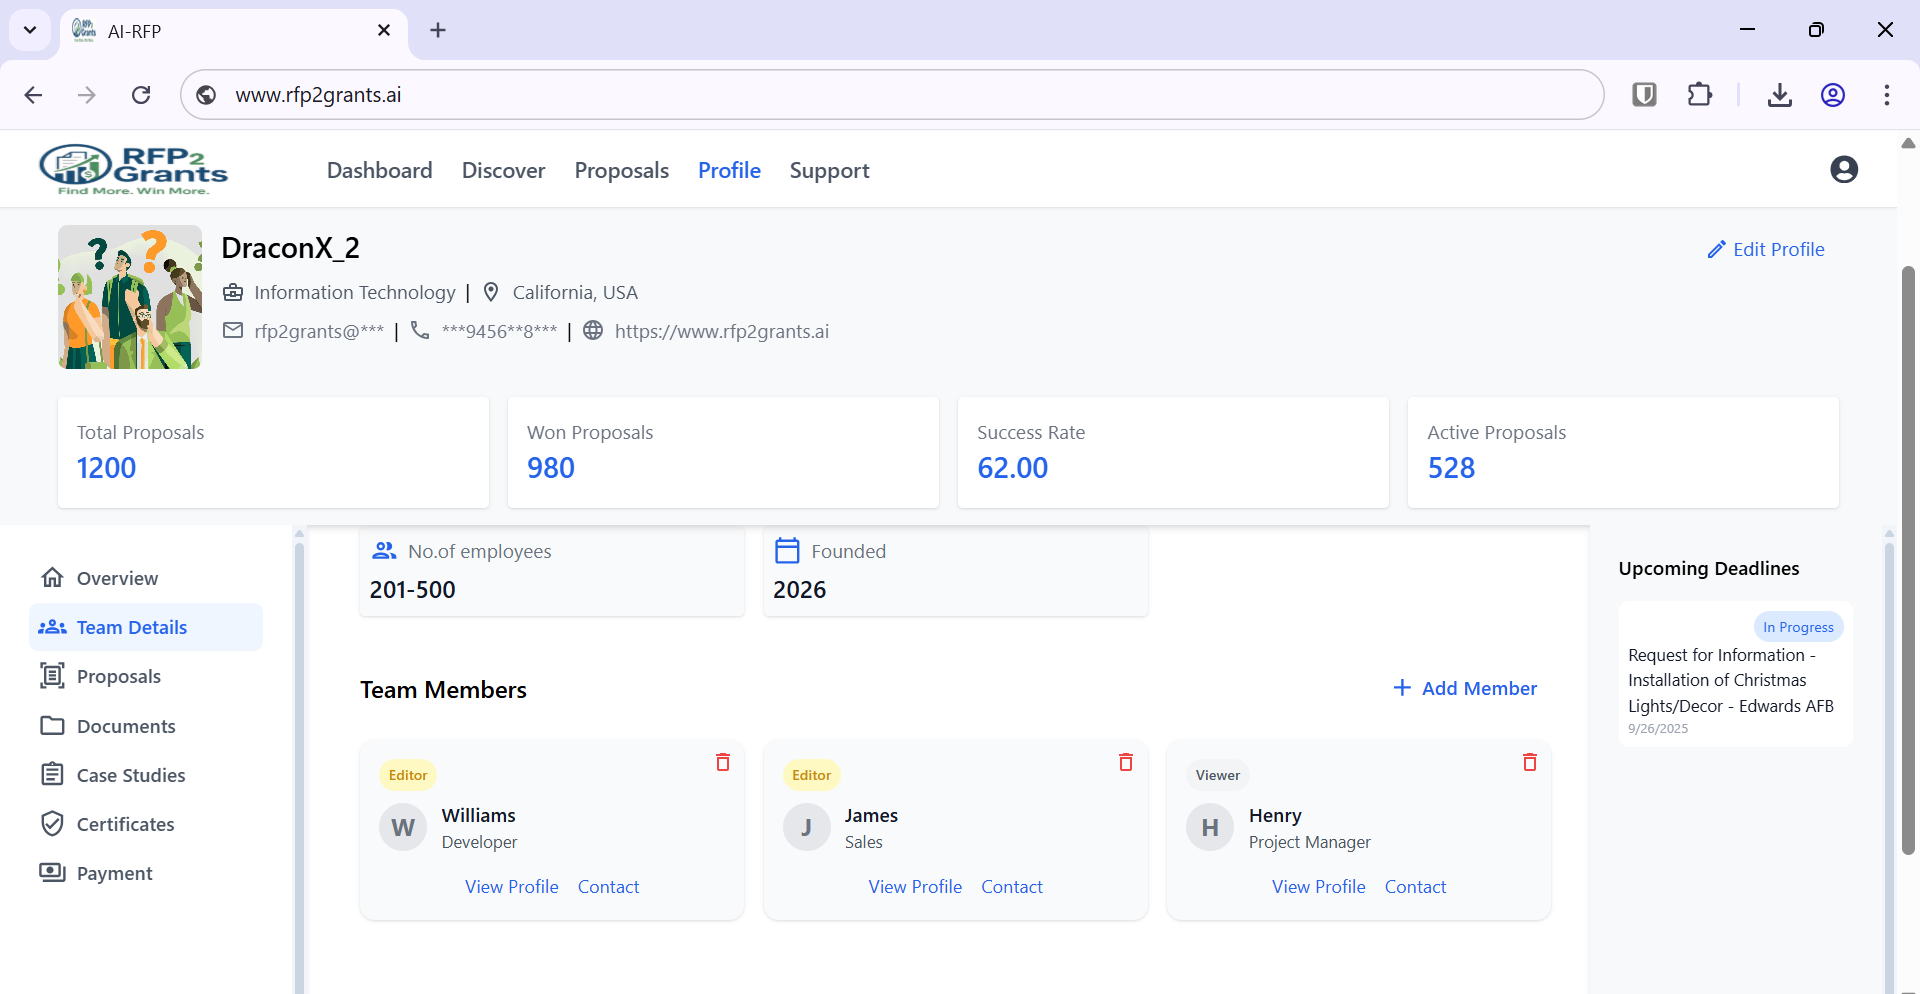 AI-RFP
www.rfp2grants.ai
RFP2
Grants
Find More. Win More.
Dashboard Discover Proposals Profile Support
DraconX_2
Edit Profile
Information Technology | California, USA
rfp2grants@*** | ***9456**8*** | https://www.rfp2grants.ai
Total Proposals
1200
Won Proposals
980
Success Rate
62.00
Active Proposals
528
Overview
Team Details
Proposals
Documents
Case Studies
Certificates
Payment
No.of employees
201-500
Founded
2026
Team Members
+ Add Member
Editor
W
Williams
Developer
View Profile Contact
Editor
J
James
Sales
View Profile Contact
Viewer
H
Henry
Project Manager
View Profile Contact
Upcoming Deadlines
In Progress
Request for Information -
Installation of Christmas
Lights/Decor - Edwards AFB
9/26/2025